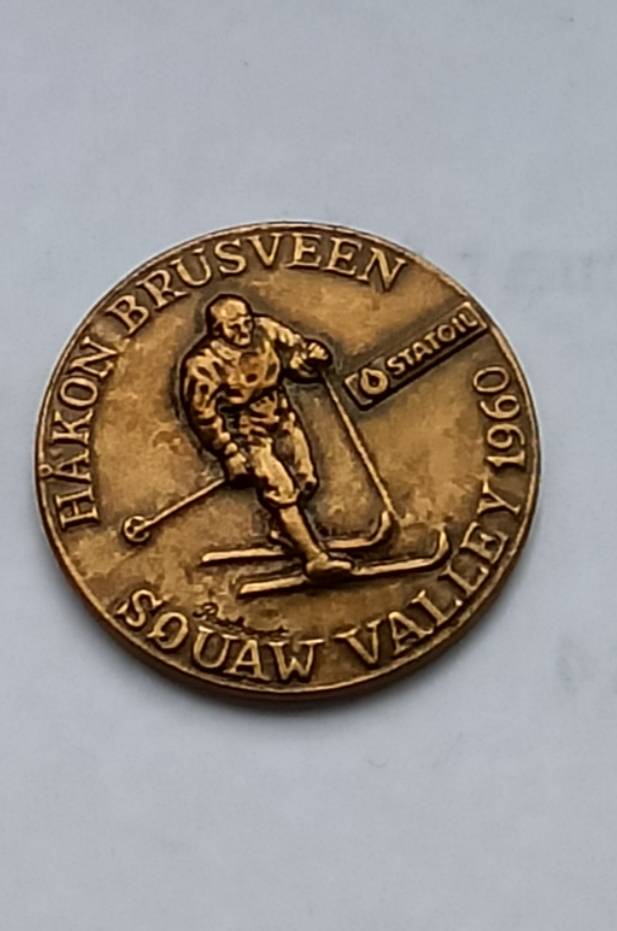 HÅKON BRUSVEEN
STATOIL
SQUAW VALLEY 1960